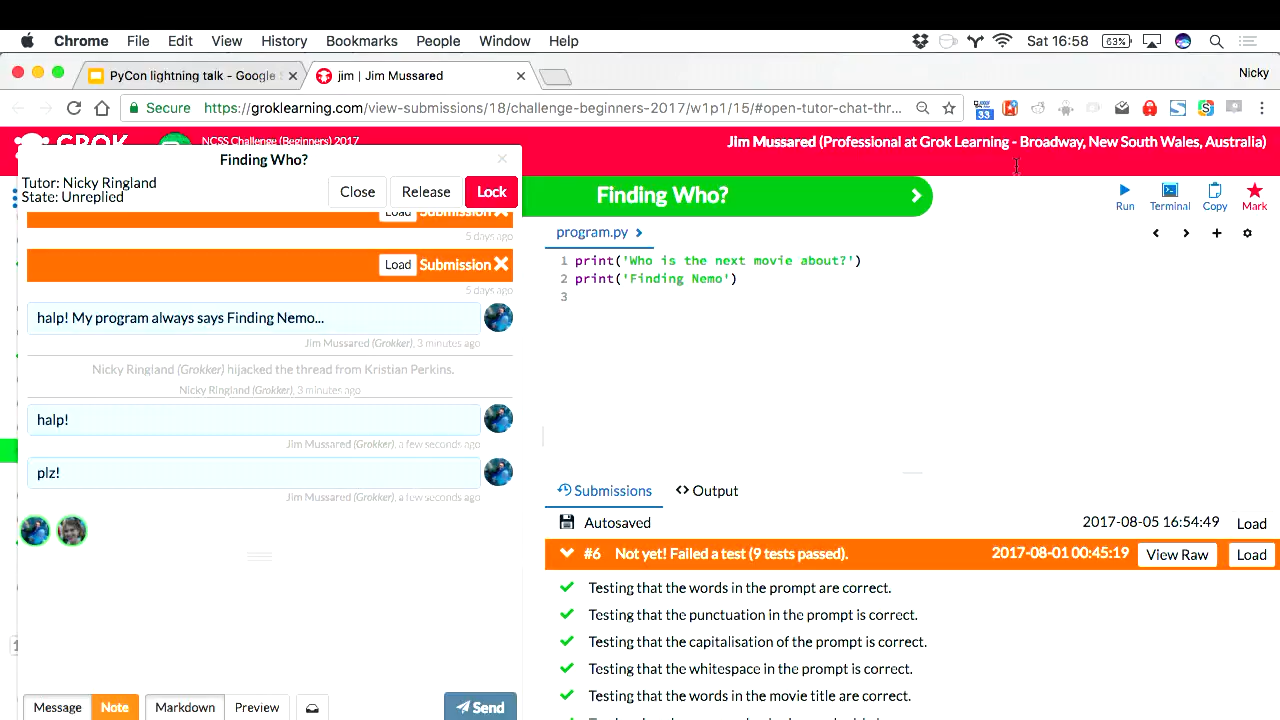 Chrome File Edit View History Bookmarks People Window Help Sat 16:58 63%
PyCon lightning talk - Google jim | Jim Mussared Nicky
Secure https://groklearning.com/view-submissions/18/challenge-beginners-2017/w1p1/15/#open-tutor-chat-thr... 33
GROK NCSS Challenge (Beginners) 2017 Jim Mussared (Professional at Grok Learning - Broadway, New South Wales, Australia)
Finding Who?
Tutor: Nicky Ringland
State: Unreplied
Close Release Lock
Load Submission
5 days ago
Load Submission
5 days ago
halp! My program always says Finding Nemo...
Jim Mussared (Grokker), 3 minutes ago
Nicky Ringland (Grokker) hijacked the thread from Kristian Perkins.
Nicky Ringland (Grokker), 3 minutes ago
halp!
Jim Mussared (Grokker), a few seconds ago
plz!
Jim Mussared (Grokker), a few seconds ago
Message Note Markdown Preview Send
Finding Who?
Run Terminal Copy Mark
program.py
1 print('Who is the next movie about?')
2 print('Finding Nemo')
3
Submissions Output
Autosaved 2017-08-05 16:54:49 Load
#6 Not yet! Failed a test (9 tests passed). 2017-08-01 00:45:19 View Raw Load
Testing that the words in the prompt are correct.
Testing that the punctuation in the prompt is correct.
Testing that the capitalisation of the prompt is correct.
Testing that the whitespace in the prompt is correct.
Testing that the words in the movie title are correct.